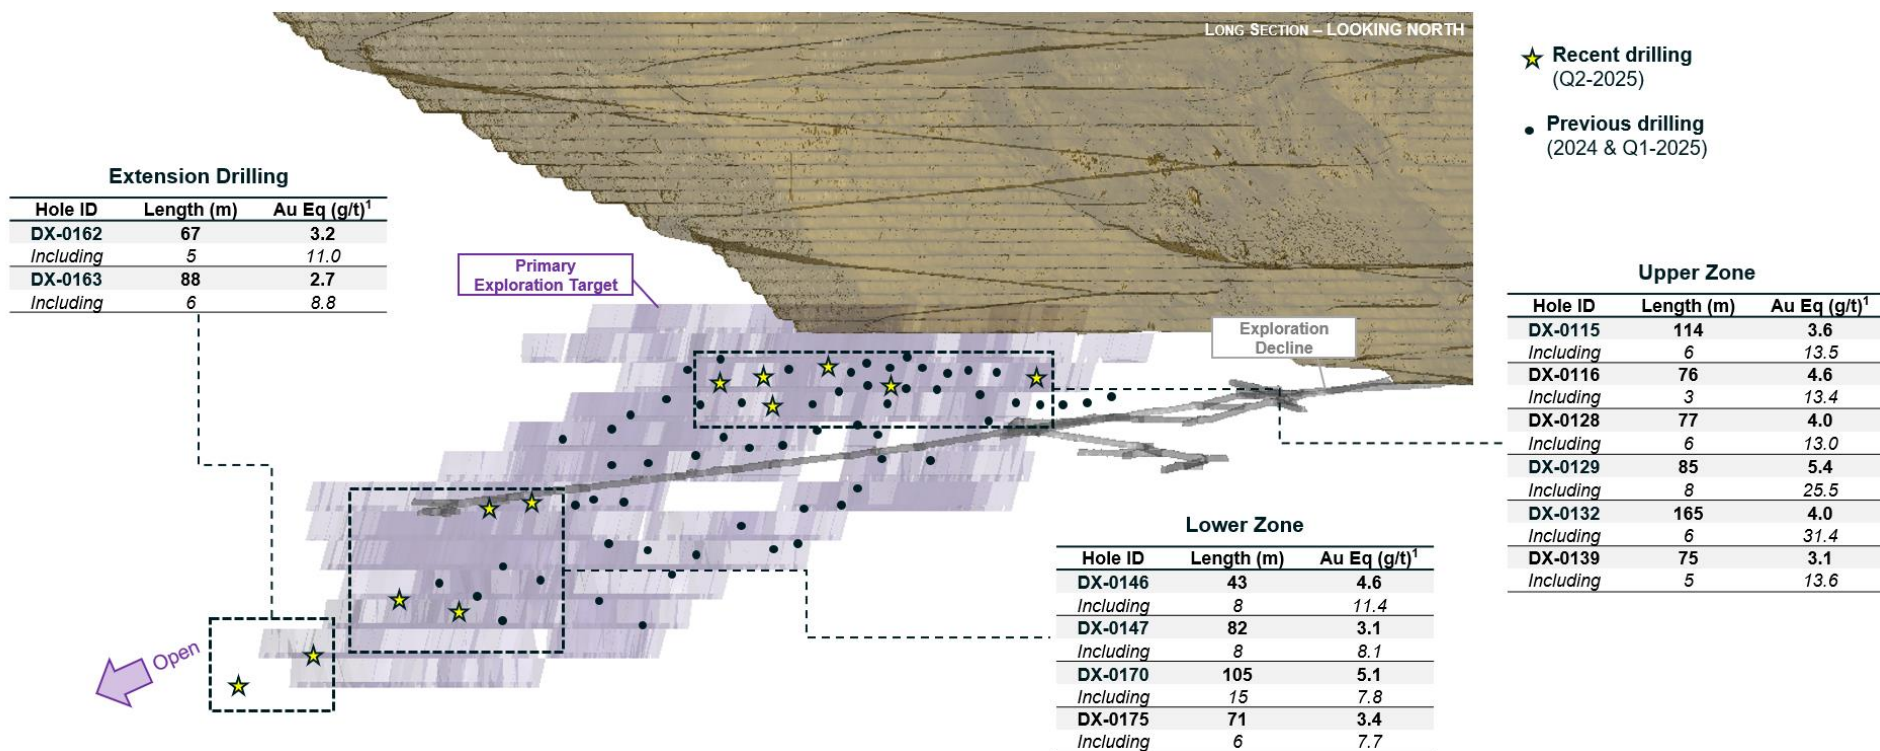 LONG SECTION – LOOKING NORTH
Recent drilling
(Q2-2025)
Previous drilling
(2024 & Q1-2025)
Extension Drilling
Hole ID Length (m) Au Eq (g/t)¹
DX-0162 67 3.2
Including 5 11.0
DX-0163 88 2.7
Including 6 8.8
Primary
Exploration Target
Exploration
Decline
Upper Zone
Hole ID Length (m) Au Eq (g/t)¹
DX-0115 114 3.6
Including 6 13.5
DX-0116 76 4.6
Including 3 13.4
DX-0128 77 4.0
Including 6 13.0
DX-0129 85 5.4
Including 8 25.5
DX-0132 165 4.0
Including 6 31.4
DX-0139 75 3.1
Including 5 13.6
Lower Zone
Hole ID Length (m) Au Eq (g/t)¹
DX-0146 43 4.6
Including 8 11.4
DX-0147 82 3.1
Including 8 8.1
DX-0170 105 5.1
Including 15 7.8
DX-0175 71 3.4
Including 6 7.7
Open